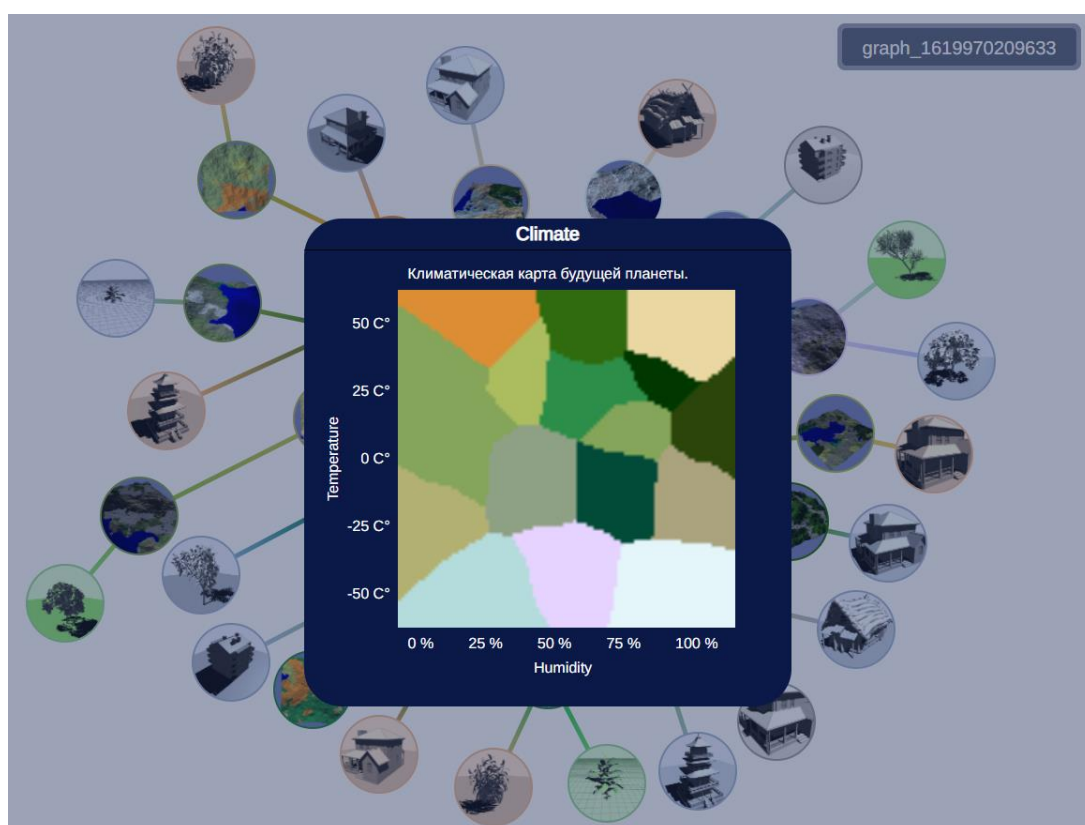 graph_1619970209633
Climate
Климатическая карта будущей планеты.
50 C°
25 C°
0 C°
-25 C°
-50 C°
Temperature
0 %
25 %
50 %
75 %
100 %
Humidity